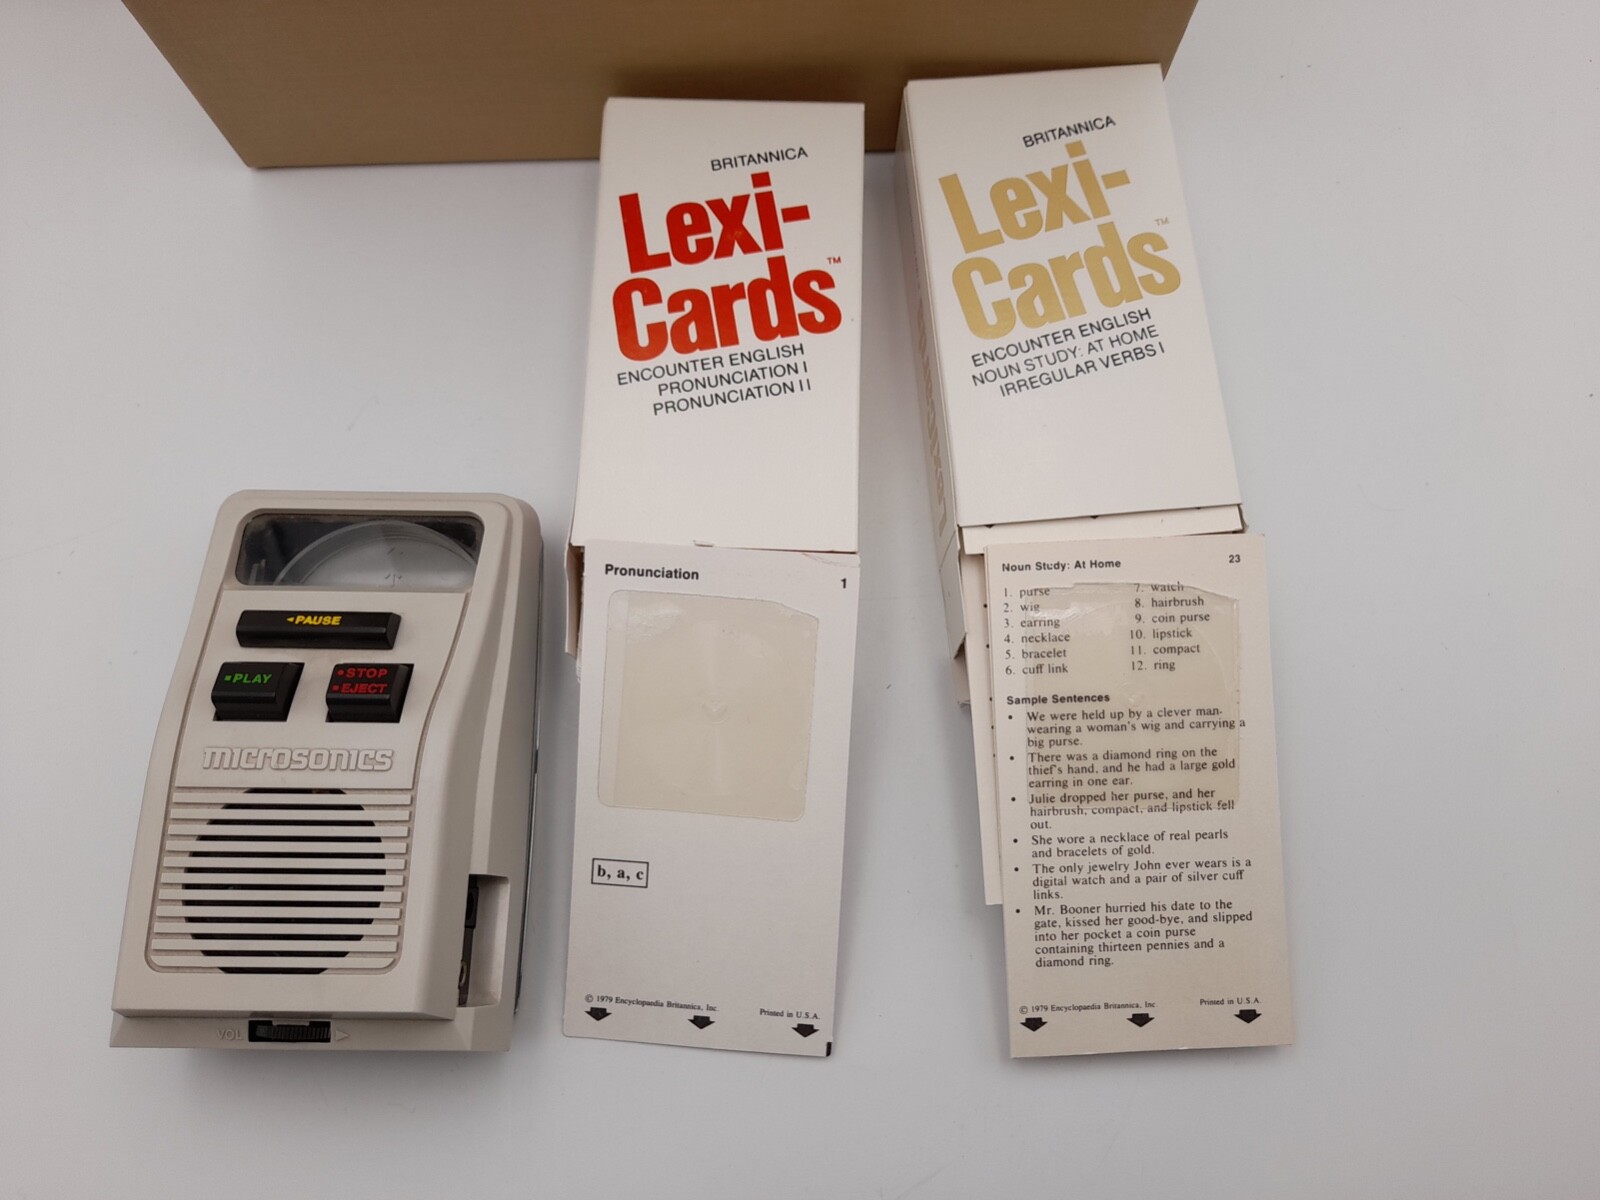 BRITANNICA
Lexi-
Cards™
ENCOUNTER ENGLISH
PRONUNCIATION I
PRONUNCIATION II
BRITANNICA
Lexi-
Cards™
ENCOUNTER ENGLISH
NOUN STUDY: AT HOME
IRREGULAR VERBS I
◄PAUSE
PLAY
STOP
EJECT
microsonics
VOL
Pronunciation 1
b, a, c
© 1979 Encyclopaedia Britannica, Inc. Printed in U.S.A.
Noun Study: At Home 23
1. purse
2. wig
3. earring
4. necklace
5. bracelet
6. cuff link
7. watch
8. hairbrush
9. coin purse
10. lipstick
11. compact
12. ring
Sample Sentences
• We were held up by a clever man,
wearing a woman's wig and carrying a
big purse.
• There was a diamond ring on the
thief's hand, and he had a large gold
earring in one ear.
• Julie dropped her purse, and her
hairbrush, compact, and lipstick fell
out.
• She wore a necklace of real pearls
and bracelets of gold.
• The only jewelry John ever wears is a
digital watch and a pair of silver cuff
links.
• Mr. Booner hurried his date to the
gate, kissed her good-bye, and slipped
into her pocket a coin purse
containing thirteen pennies and a
diamond ring.
© 1979 Encyclopaedia Britannica, Inc. Printed in U.S.A.